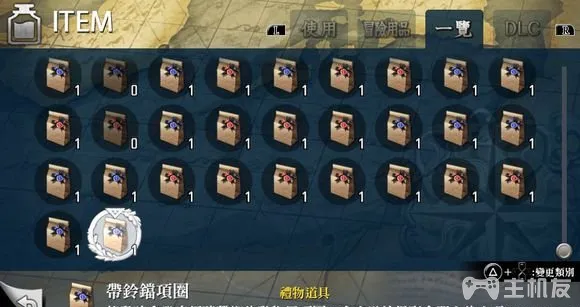 ITEM
L 使用 冒險用品 一覽 DLC R
1 0 1 1 1 1 1 1 1
1 0 1 1 1 1 1 1 1
1 1 1 1 1 1 1 1 1
1 1
△+ :變更類別
帶鈴鐺項圈 禮物道具
主机友